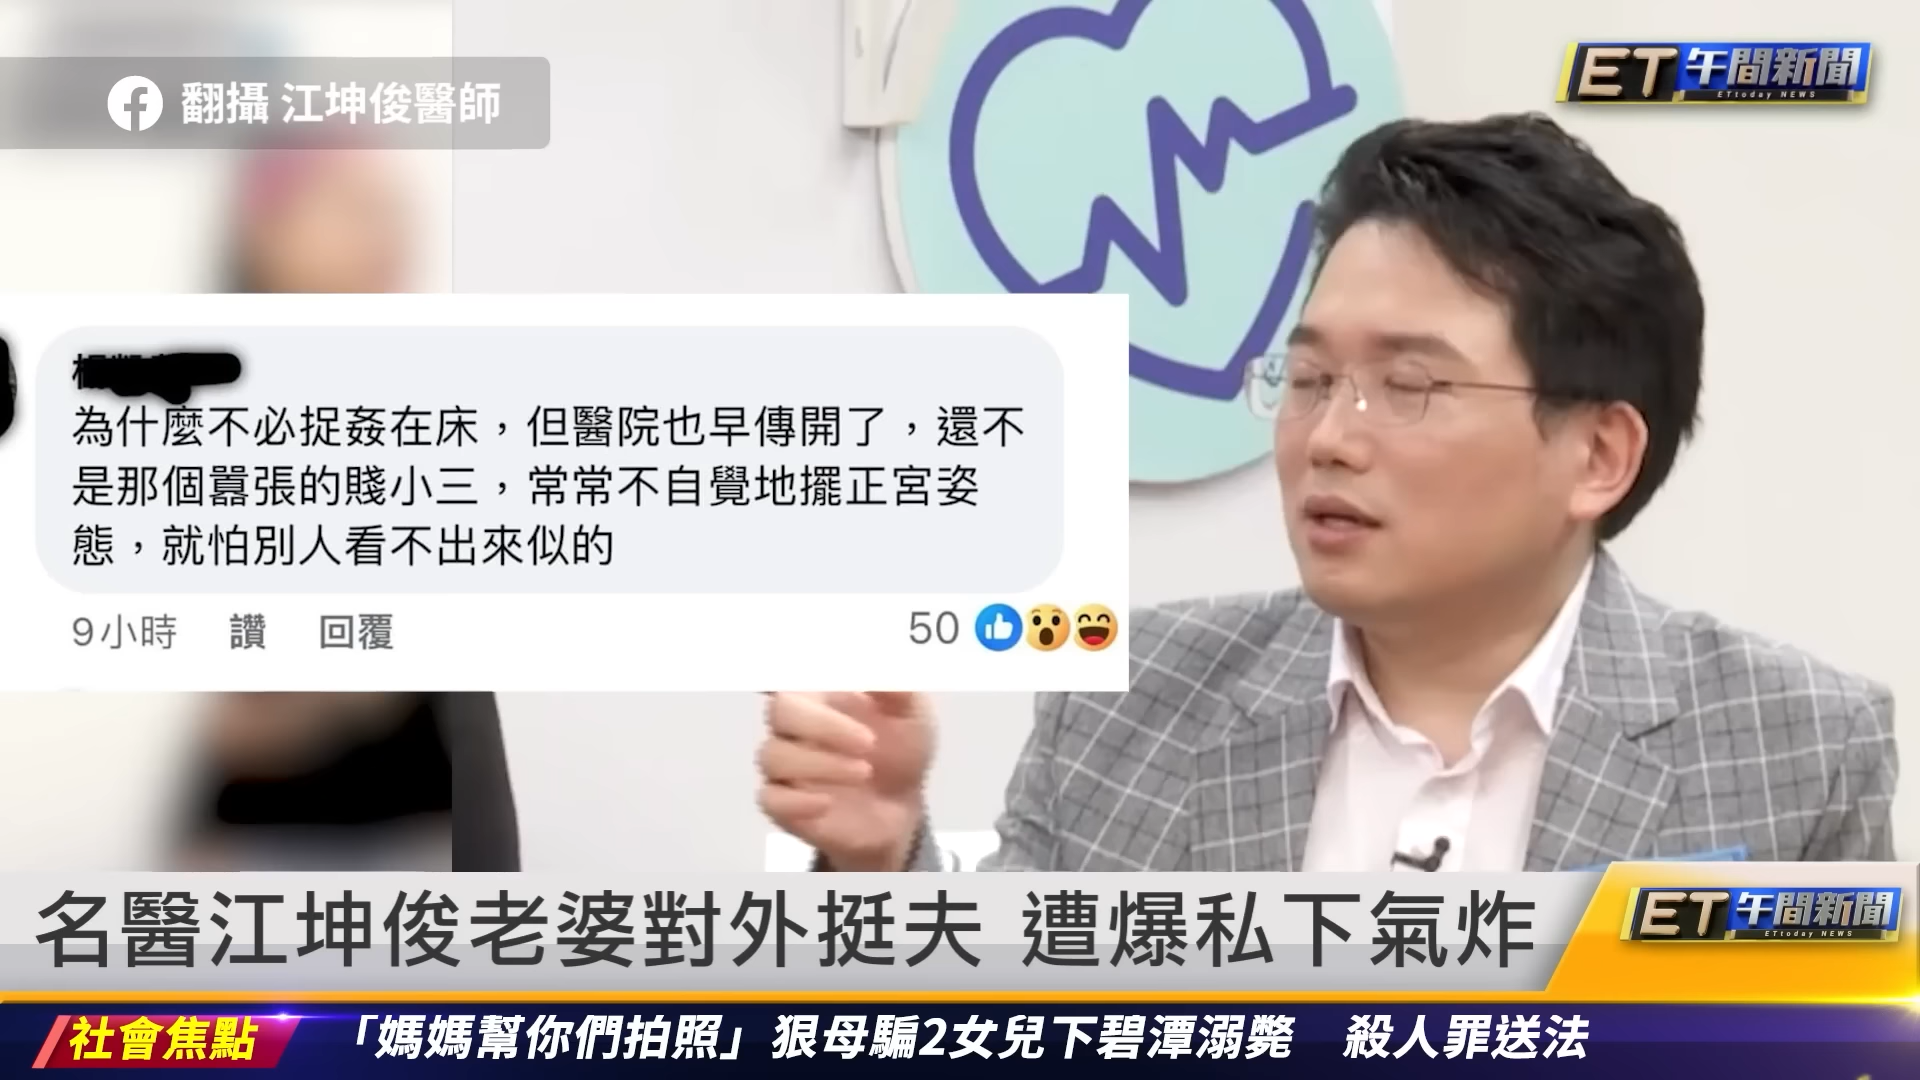 翻攝 江坤俊醫師
ET午間新聞
ETtoday NEWS
為什麼不必捉姦在床，但醫院也早傳開了，還不
是那個囂張的賤小三，常常不自覺地擺正宮姿
態，就怕別人看不出來似的
9小時 讚 回覆 50
名醫江坤俊老婆對外挺夫 遭爆私下氣炸
ET午間新聞
ETtoday NEWS
社會焦點 「媽媽幫你們拍照」狠母騙2女兒下碧潭溺斃 殺人罪送法